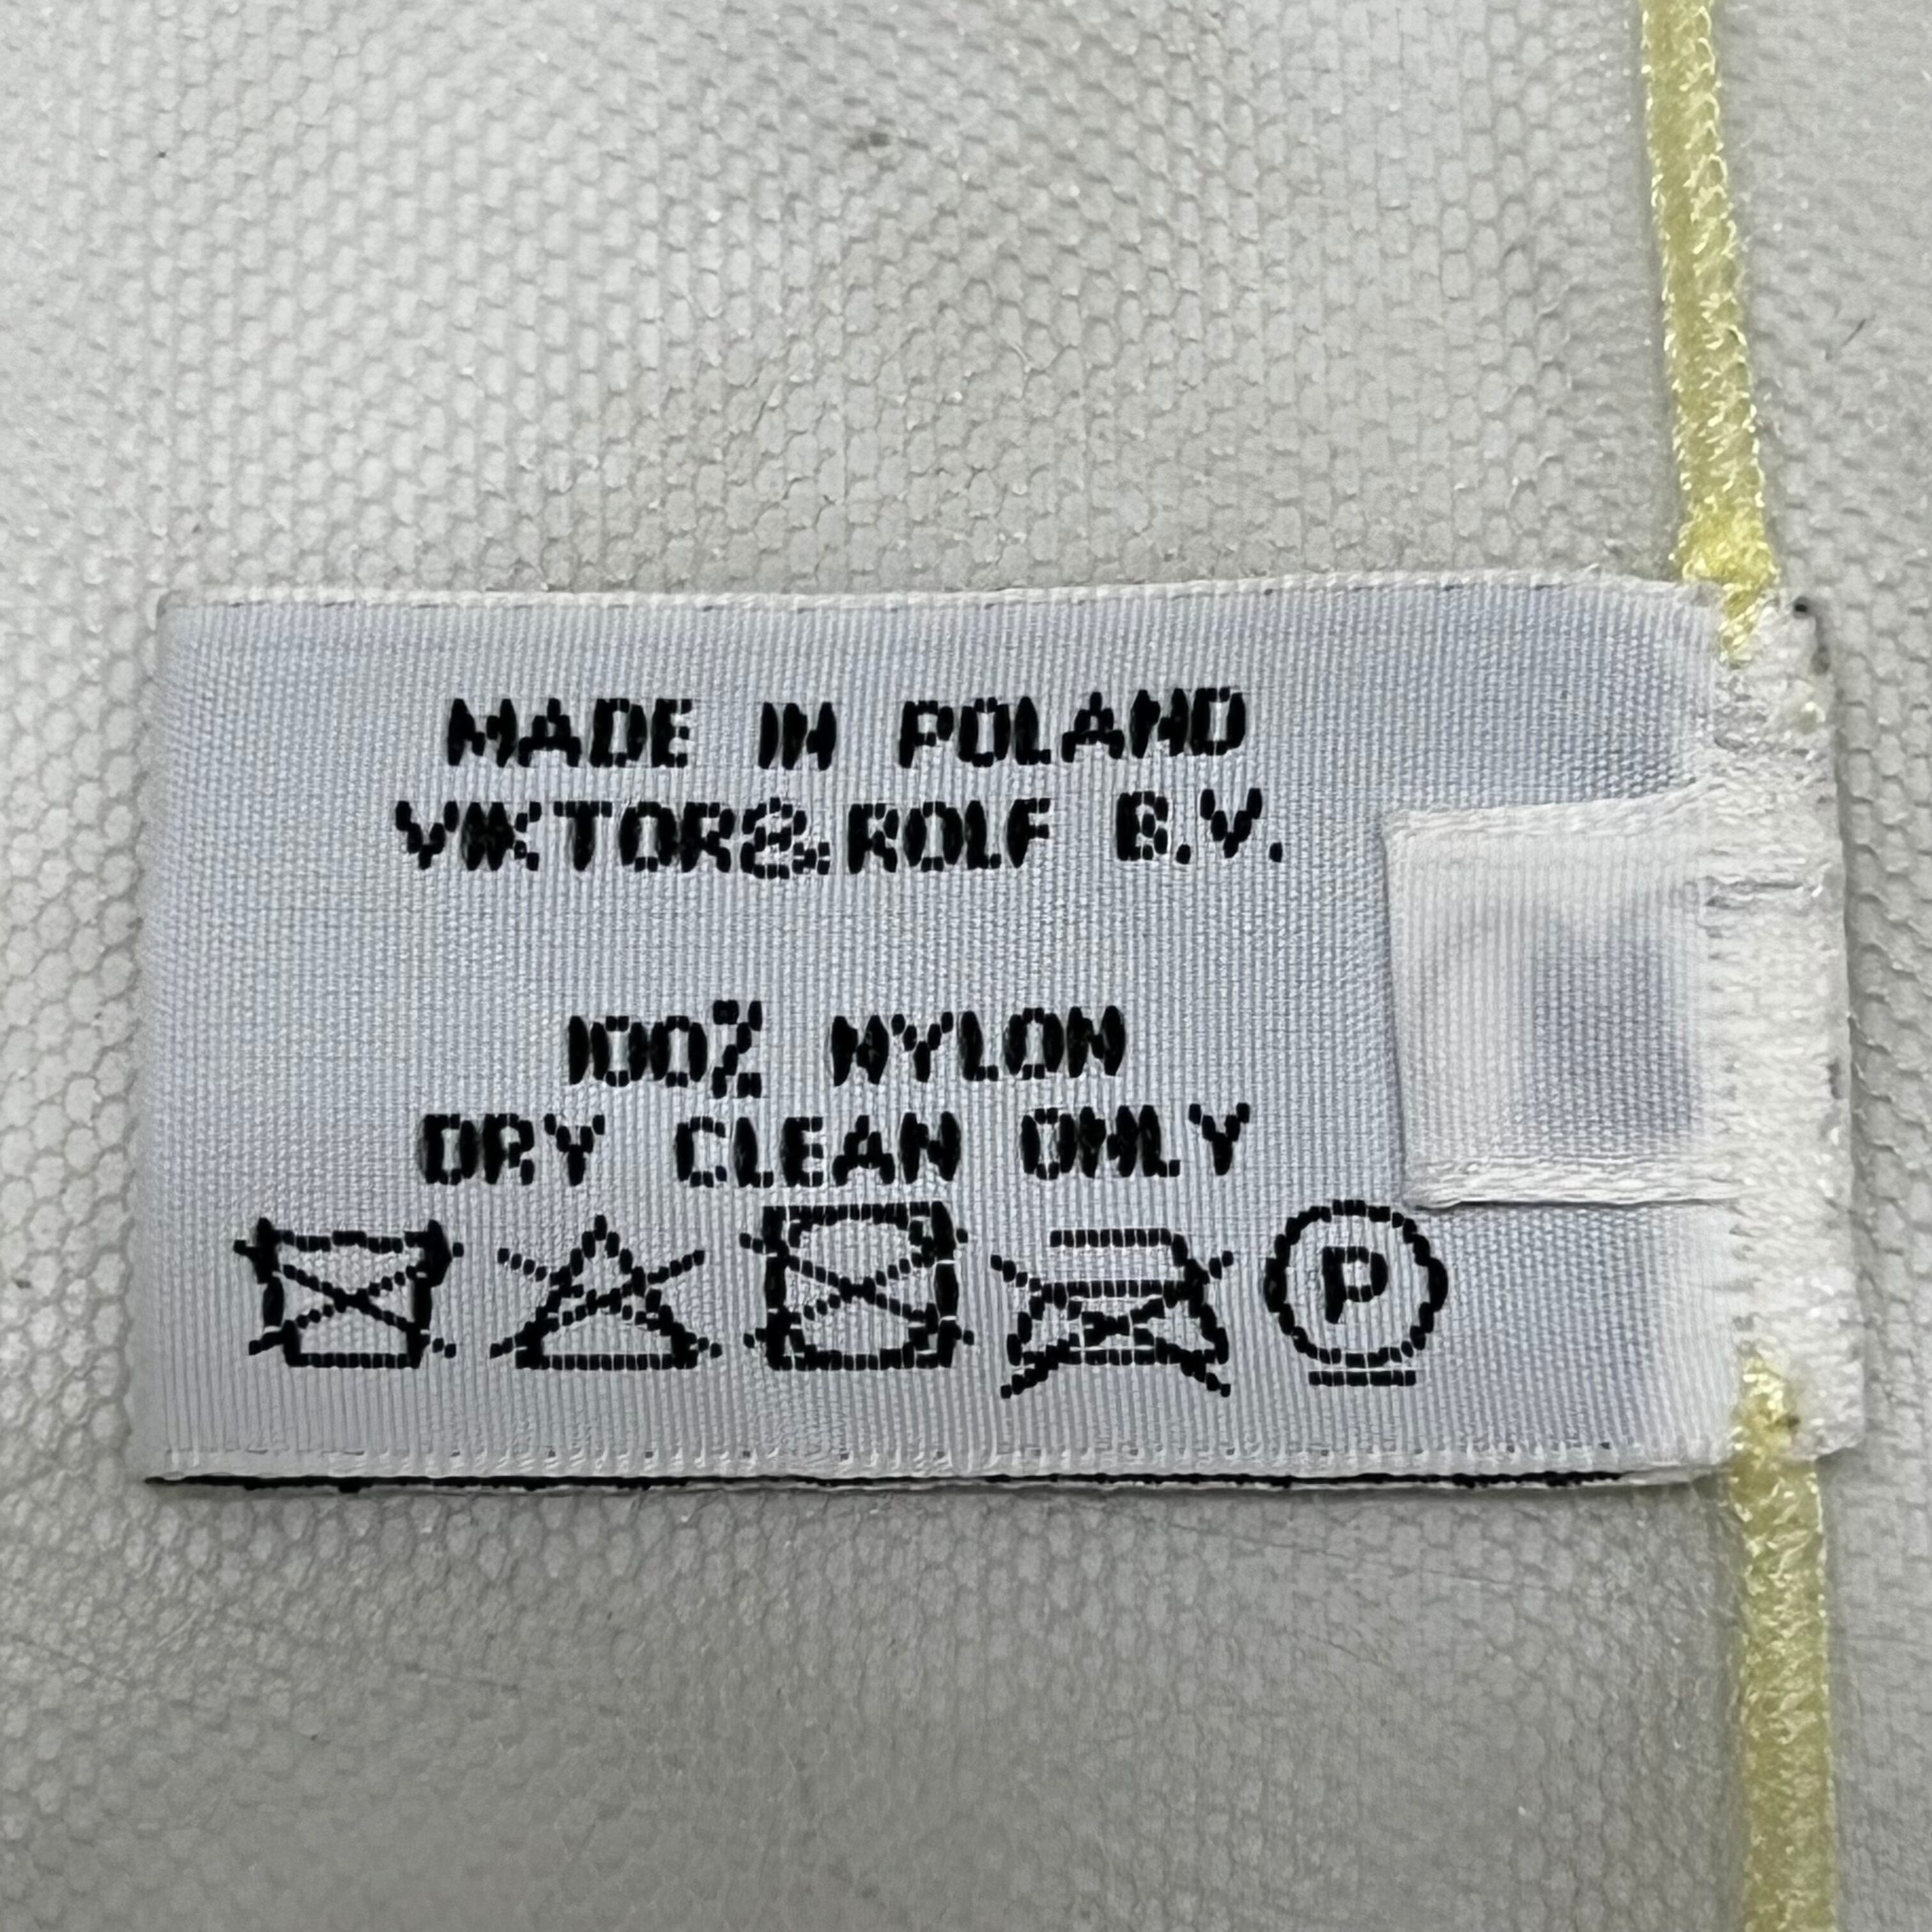 MADE IN POLAND
VIKTOR&ROLF B.V.
100% NYLON
DRY CLEAN ONLY
P